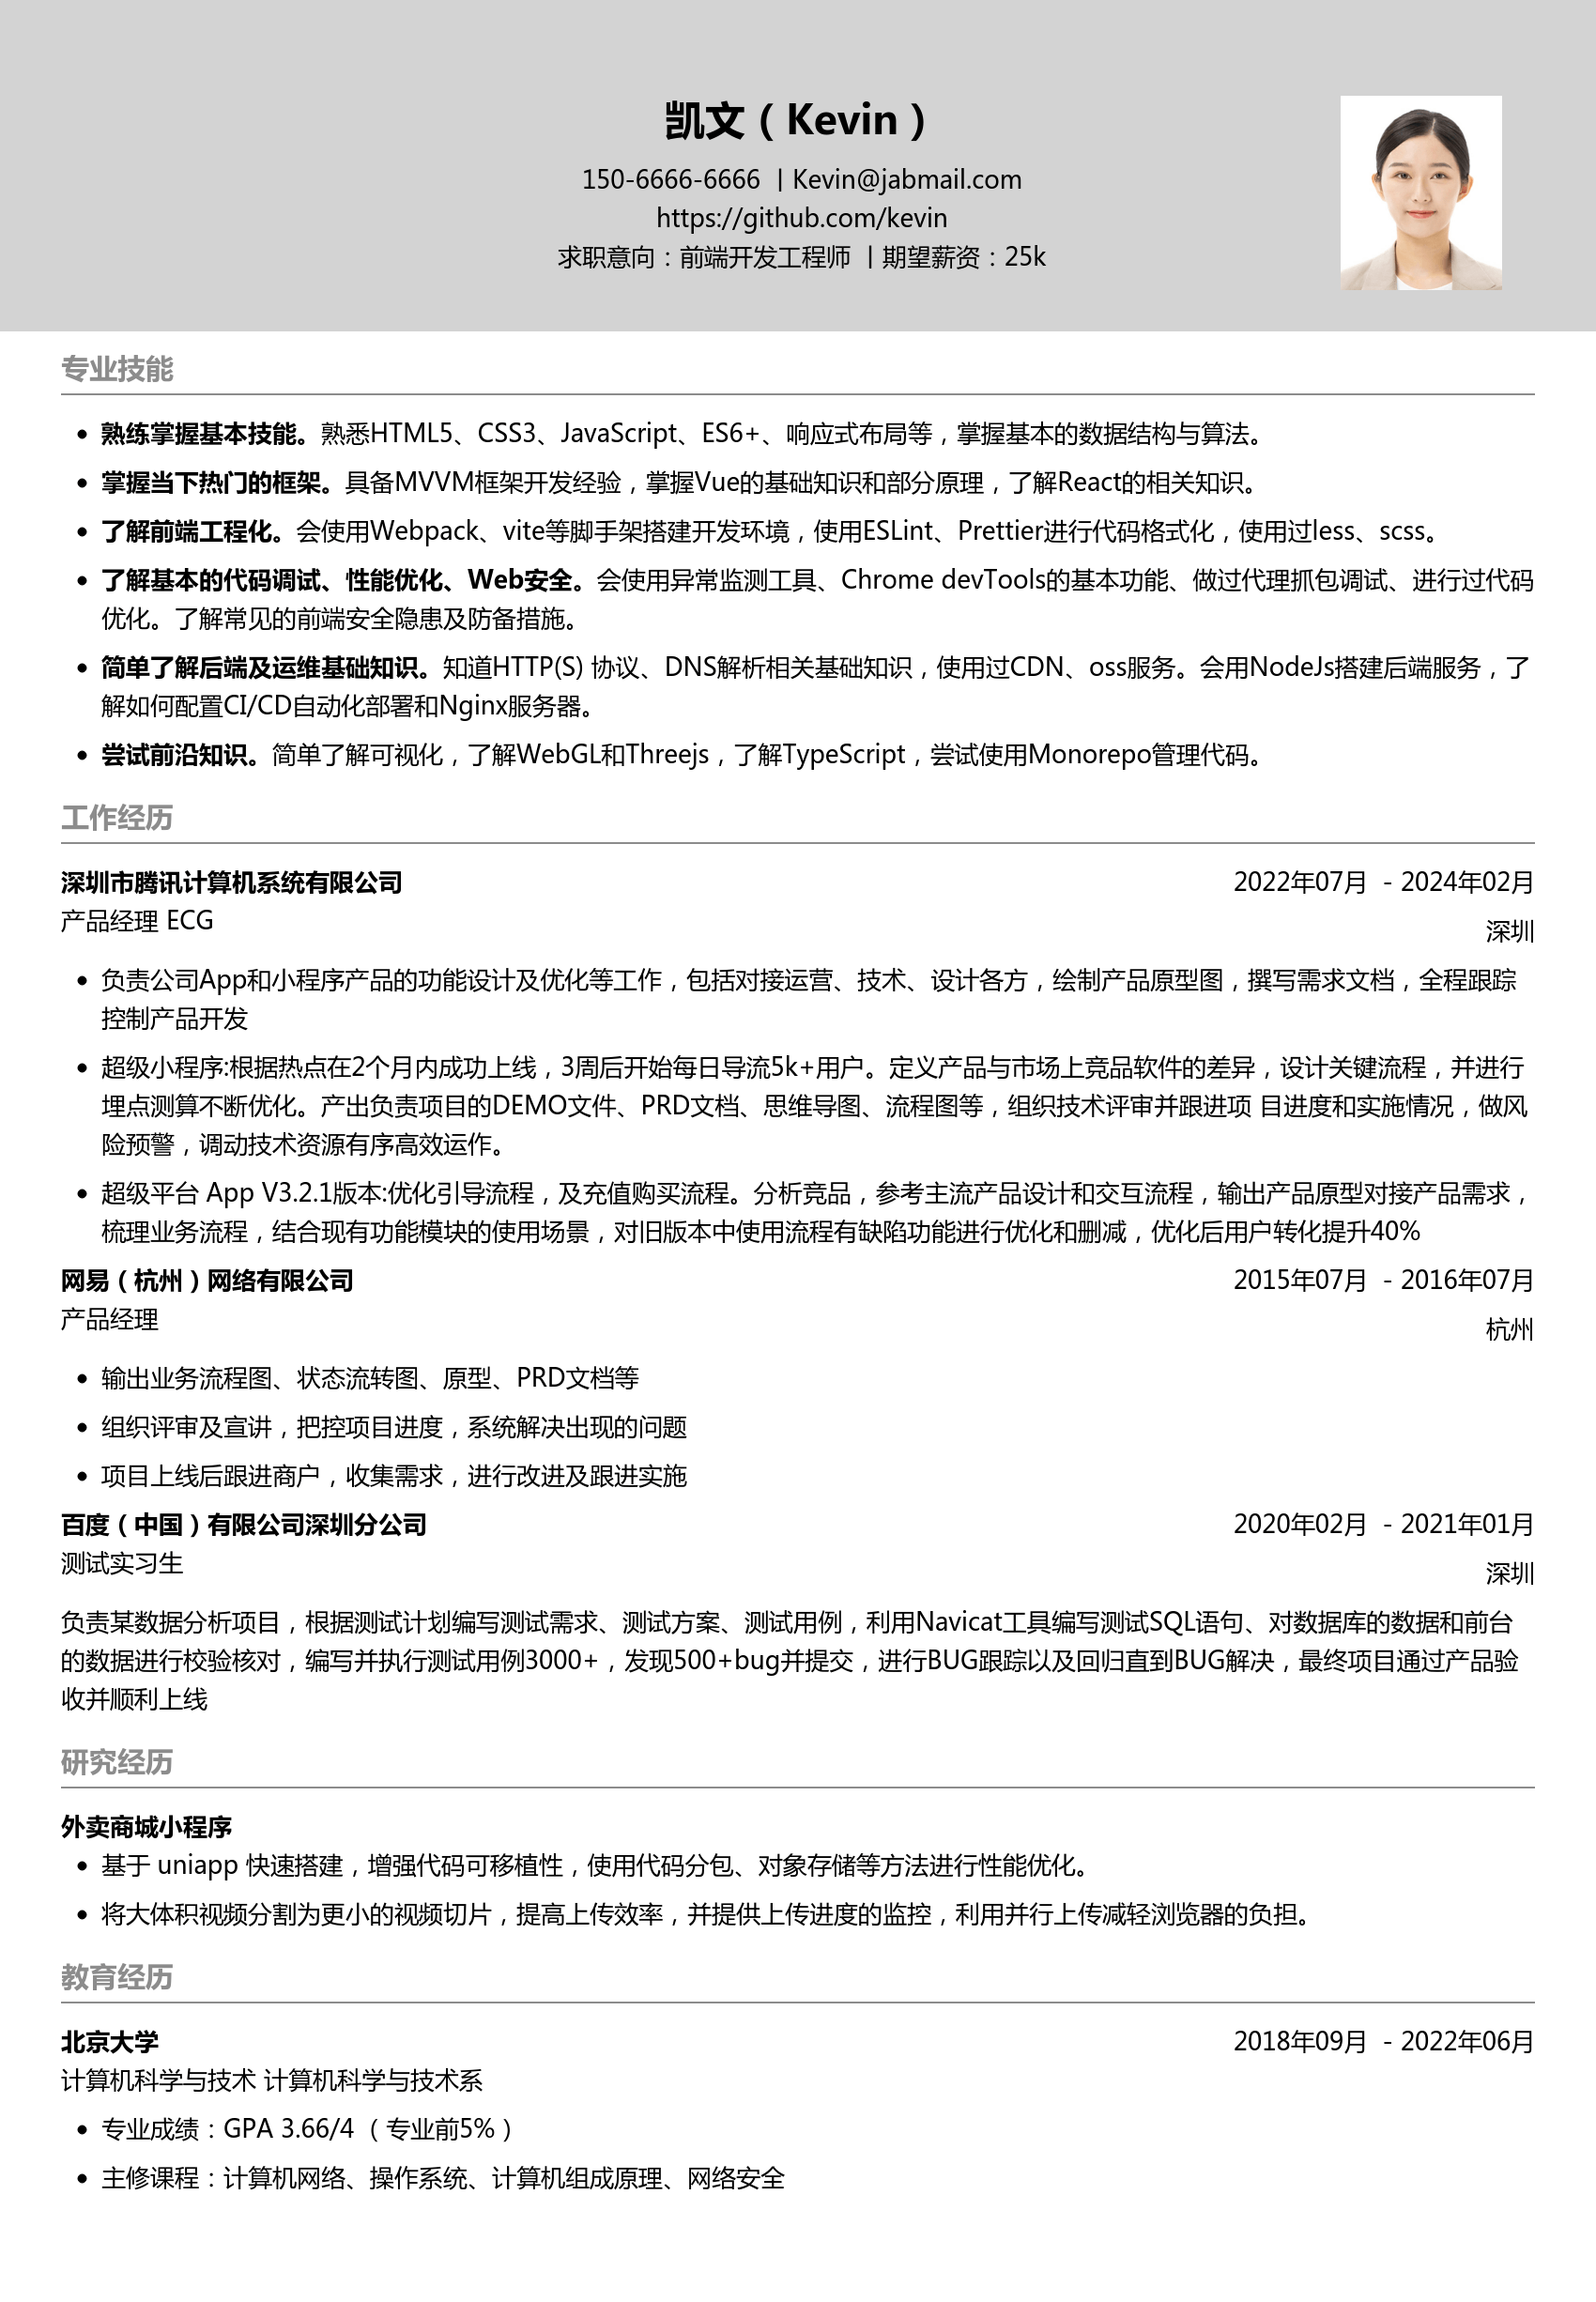 凯文（Kevin）
150-6666-6666 | Kevin@jabmail.com
https://github.com/kevin
求职意向：前端开发工程师 | 期望薪资：25k
专业技能
• 熟练掌握基本技能。熟悉HTML5、CSS3、JavaScript、ES6+、响应式布局等，掌握基本的数据结构与算法。
• 掌握当下热门的框架。具备MVVM框架开发经验，掌握Vue的基础知识和部分原理，了解React的相关知识。
• 了解前端工程化。会使用Webpack、vite等脚手架搭建开发环境，使用ESLint、Prettier进行代码格式化，使用过less、scss。
• 了解基本的代码调试、性能优化、Web安全。会使用异常监测工具、Chrome devTools的基本功能、做过代理抓包调试、进行过代码
优化。了解常见的前端安全隐患及防备措施。
• 简单了解后端及运维基础知识。知道HTTP(S) 协议、DNS解析相关基础知识，使用过CDN、oss服务。会用NodeJs搭建后端服务，了
解如何配置CI/CD自动化部署和Nginx服务器。
• 尝试前沿知识。简单了解可视化，了解WebGL和Threejs，了解TypeScript，尝试使用Monorepo管理代码。
工作经历
深圳市腾讯计算机系统有限公司 2022年07月 - 2024年02月
产品经理 ECG 深圳
• 负责公司App和小程序产品的功能设计及优化等工作，包括对接运营、技术、设计各方，绘制产品原型图，撰写需求文档，全程跟踪
控制产品开发
• 超级小程序:根据热点在2个月内成功上线，3周后开始每日导流5k+用户。定义产品与市场上竞品软件的差异，设计关键流程，并进行
埋点测算不断优化。产出负责项目的DEMO文件、PRD文档、思维导图、流程图等，组织技术评审并跟进项 目进度和实施情况，做风
险预警，调动技术资源有序高效运作。
• 超级平台 App V3.2.1版本:优化引导流程，及充值购买流程。分析竞品，参考主流产品设计和交互流程，输出产品原型对接产品需求，
梳理业务流程，结合现有功能模块的使用场景，对旧版本中使用流程有缺陷功能进行优化和删减，优化后用户转化提升40%
网易（杭州）网络有限公司 2015年07月 - 2016年07月
产品经理 杭州
• 输出业务流程图、状态流转图、原型、PRD文档等
• 组织评审及宣讲，把控项目进度，系统解决出现的问题
• 项目上线后跟进商户，收集需求，进行改进及跟进实施
百度（中国）有限公司深圳分公司 2020年02月 - 2021年01月
测试实习生 深圳
负责某数据分析项目，根据测试计划编写测试需求、测试方案、测试用例，利用Navicat工具编写测试SQL语句、对数据库的数据和前台
的数据进行校验核对，编写并执行测试用例3000+，发现500+bug并提交，进行BUG跟踪以及回归直到BUG解决，最终项目通过产品验
收并顺利上线
研究经历
外卖商城小程序
• 基于 uniapp 快速搭建，增强代码可移植性，使用代码分包、对象存储等方法进行性能优化。
• 将大体积视频分割为更小的视频切片，提高上传效率，并提供上传进度的监控，利用并行上传减轻浏览器的负担。
教育经历
北京大学 2018年09月 - 2022年06月
计算机科学与技术 计算机科学与技术系
• 专业成绩：GPA 3.66/4 （专业前5%）
• 主修课程：计算机网络、操作系统、计算机组成原理、网络安全